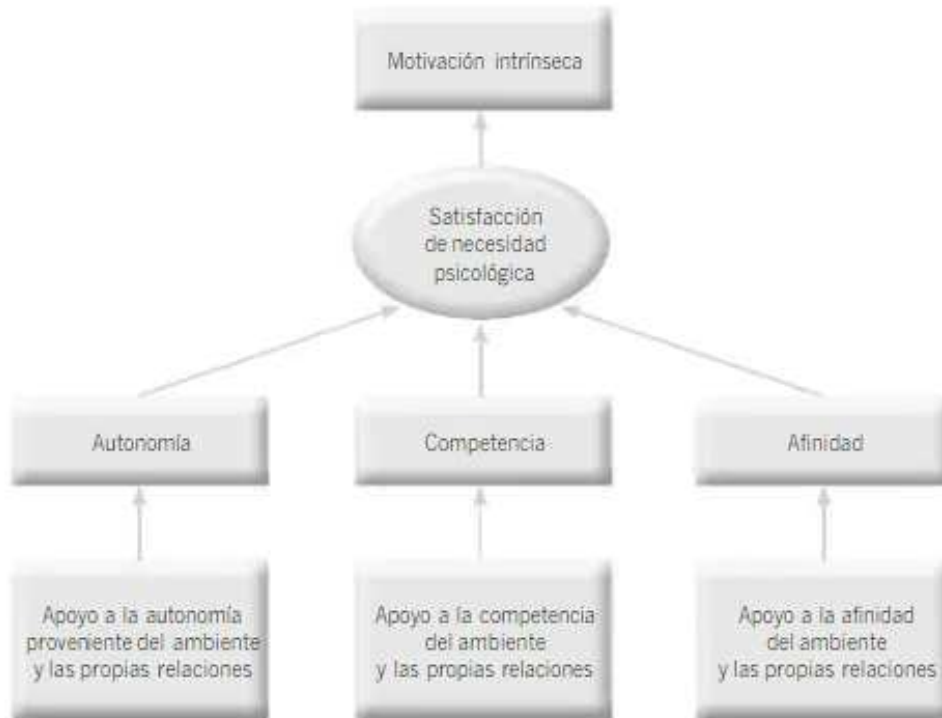 Motivación intrínseca
Satisfacción
de necesidad
psicológica
Autonomía
Competencia
Afinidad
Apoyo a la autonomía
proveniente del ambiente
y las propias relaciones
Apoyo a la competencia
del ambiente
y las propias relaciones
Apoyo a la afinidad
del ambiente
y las propias relaciones